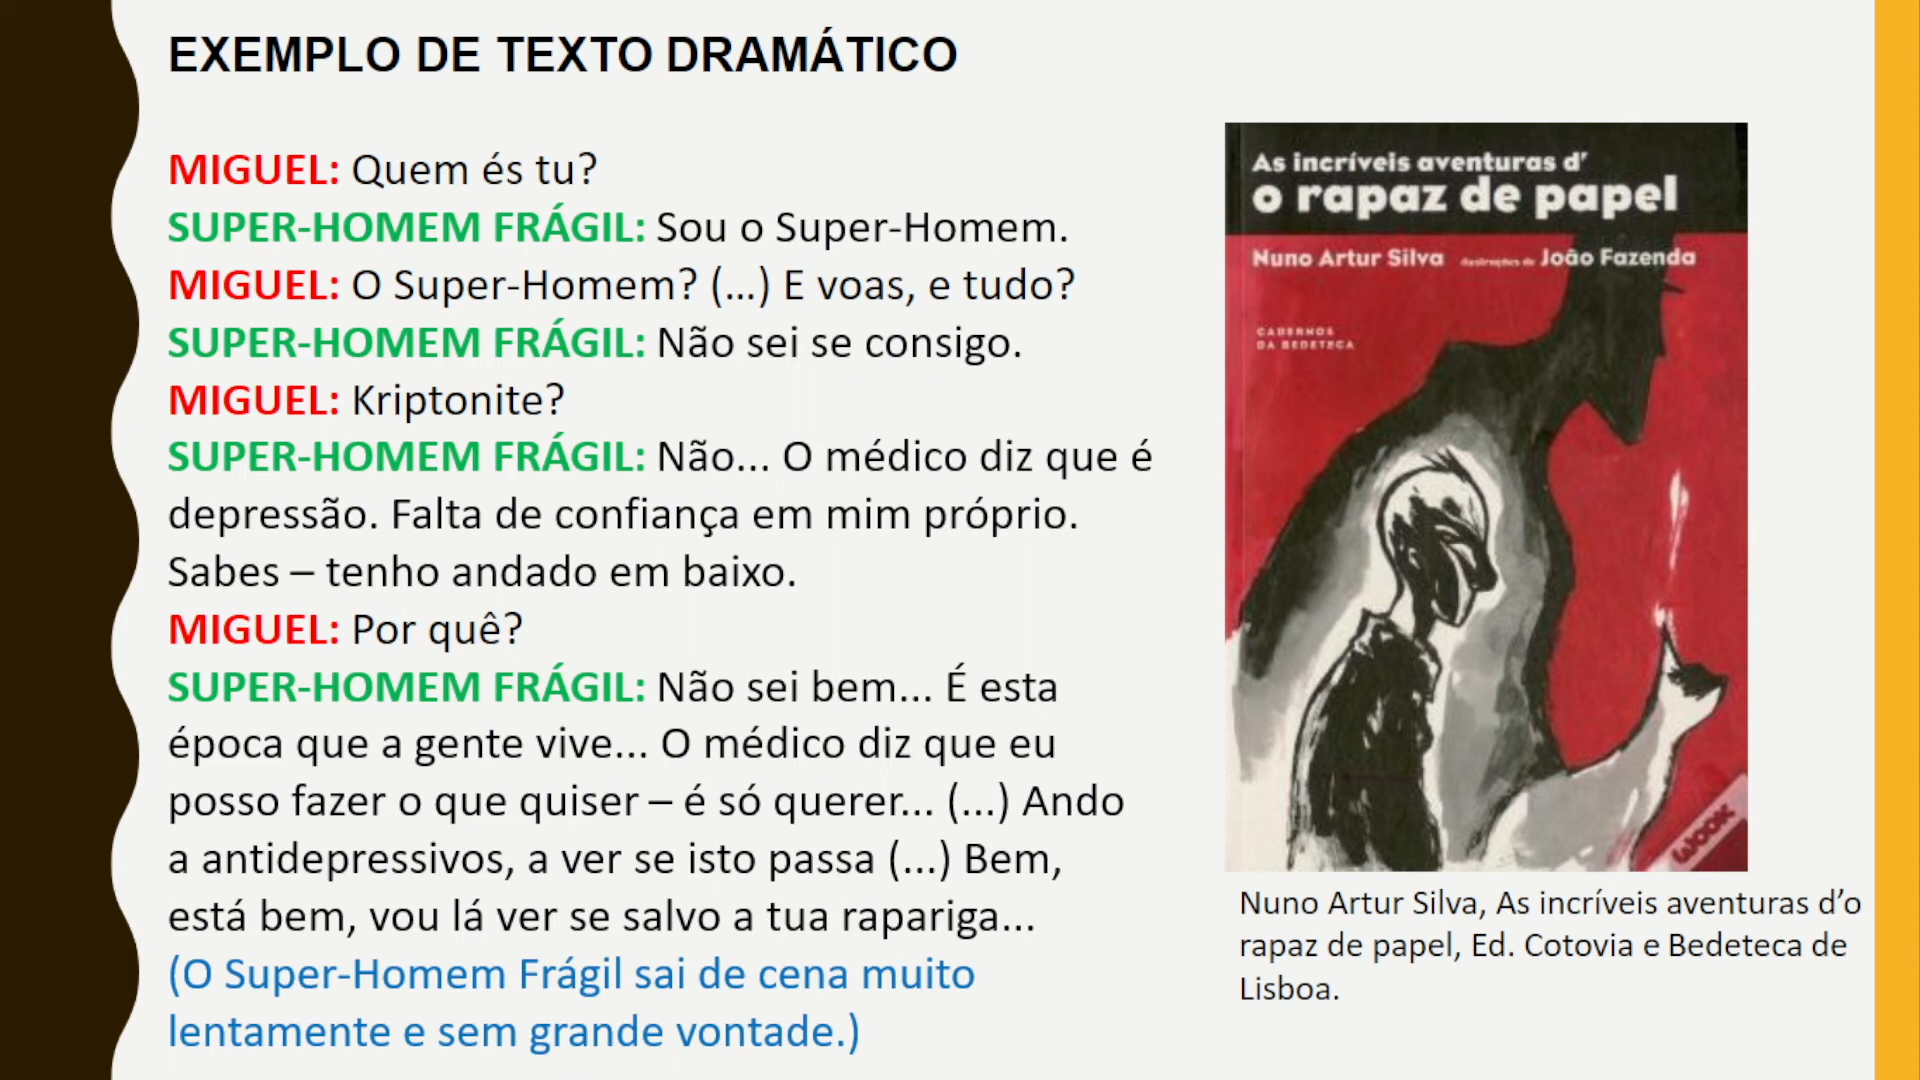 EXEMPLO DE TEXTO DRAMÁTICO
MIGUEL: Quem és tu?
SUPER-HOMEM FRÁGIL: Sou o Super-Homem.
MIGUEL: O Super-Homem? (...) E voas, e tudo?
SUPER-HOMEM FRÁGIL: Não sei se consigo.
MIGUEL: Kriptonite?
SUPER-HOMEM FRÁGIL: Não... O médico diz que é
depressão. Falta de confiança em mim próprio.
Sabes – tenho andado em baixo.
MIGUEL: Por quê?
SUPER-HOMEM FRÁGIL: Não sei bem... É esta
época que a gente vive... O médico diz que eu
posso fazer o que quiser – é só querer... (...) Ando
a antidepressivos, a ver se isto passa (...) Bem,
está bem, vou lá ver se salvo a tua rapariga...
(O Super-Homem Frágil sai de cena muito
lentamente e sem grande vontade.)
As incríveis aventuras d'
o rapaz de papel
Nuno Artur Silva ilustrações de João Fazenda
CADERNOS
DA BEDETECA
WOOK
Nuno Artur Silva, As incríveis aventuras d’o
rapaz de papel, Ed. Cotovia e Bedeteca de
Lisboa.